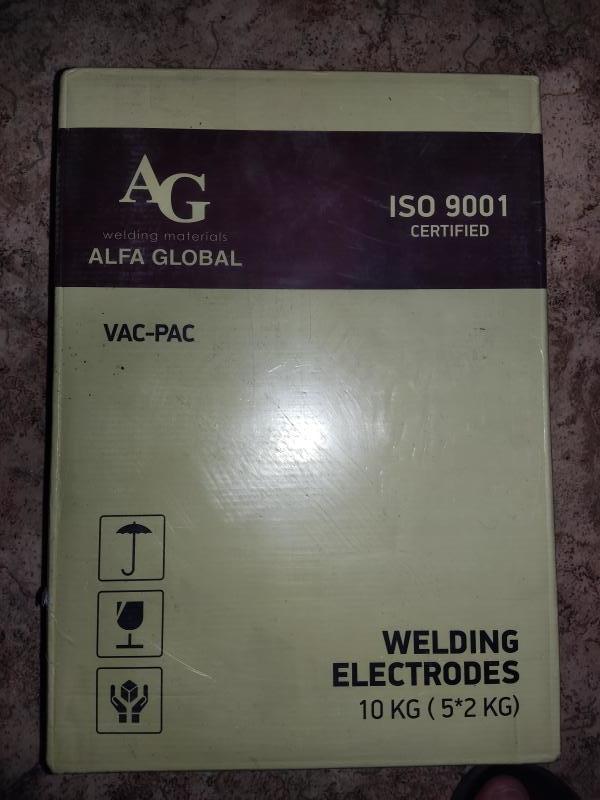 AG
welding materials
ALFA GLOBAL
ISO 9001
CERTIFIED
VAC-PAC
WELDING
ELECTRODES
10 KG ( 5*2 KG)